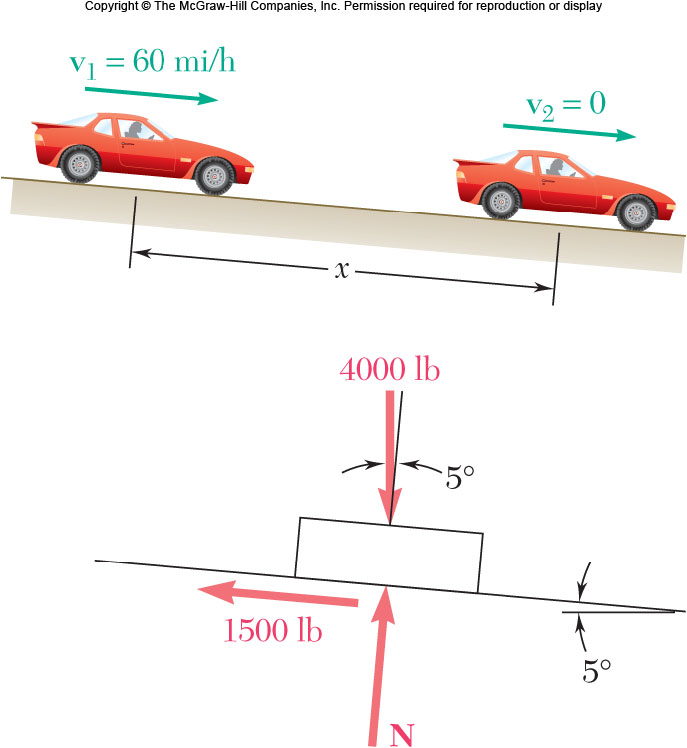 Copyright © The McGraw-Hill Companies, Inc. Permission required for reproduction or display
v₁ = 60 mi/h
v₂ = 0
x
4000 lb
5°
1500 lb
5°
N